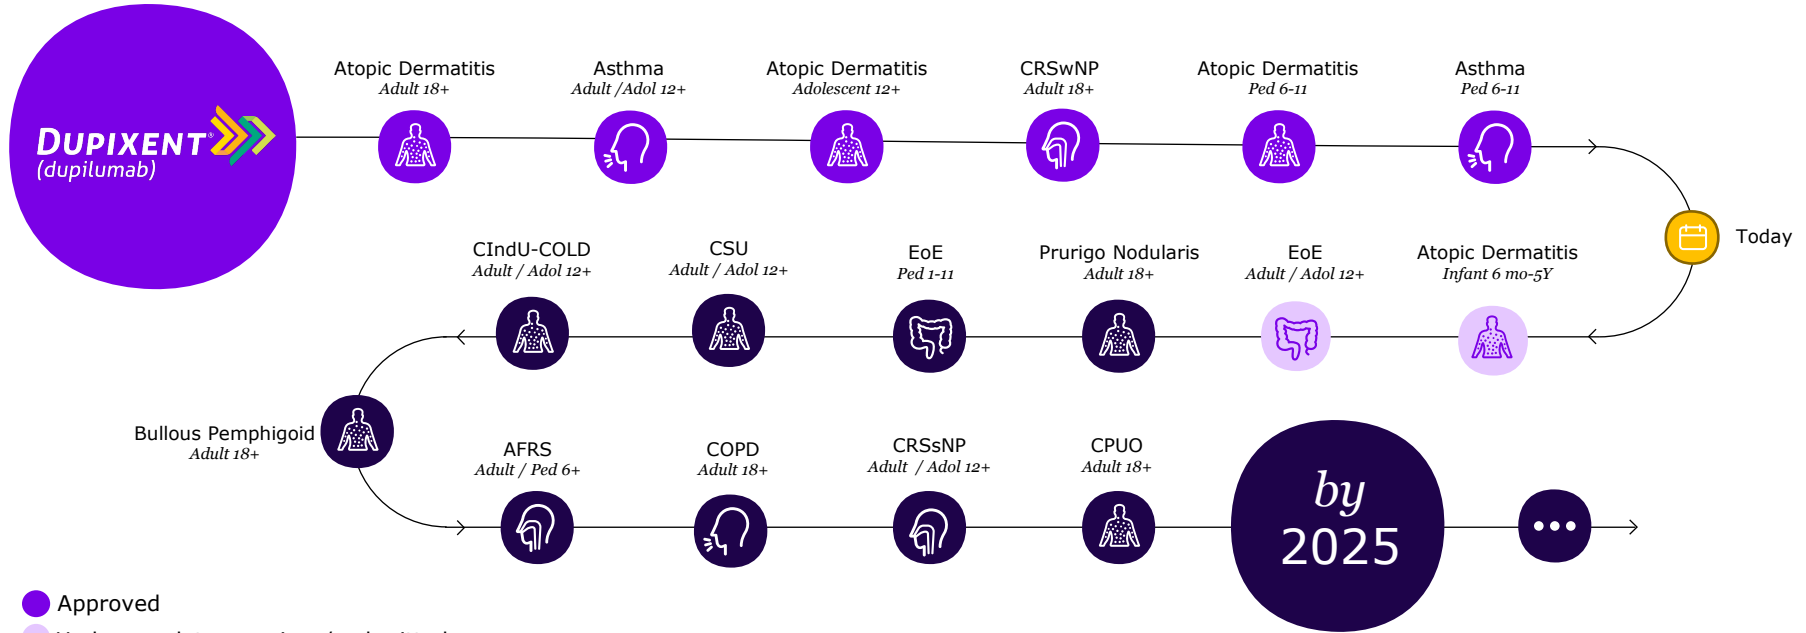 DUPIXENT®
(dupilumab)
Atopic Dermatitis
Adult 18+
Asthma
Adult /Adol 12+
Atopic Dermatitis
Adolescent 12+
CRSwNP
Adult 18+
Atopic Dermatitis
Ped 6-11
Asthma
Ped 6-11
Today
Atopic Dermatitis
Infant 6 mo-5Y
EoE
Adult / Adol 12+
Prurigo Nodularis
Adult 18+
EoE
Ped 1-11
CSU
Adult / Adol 12+
CIndU-COLD
Adult / Adol 12+
Bullous Pemphigoid
Adult 18+
AFRS
Adult / Ped 6+
COPD
Adult 18+
CRSsNP
Adult / Adol 12+
CPUO
Adult 18+
by
2025
Approved